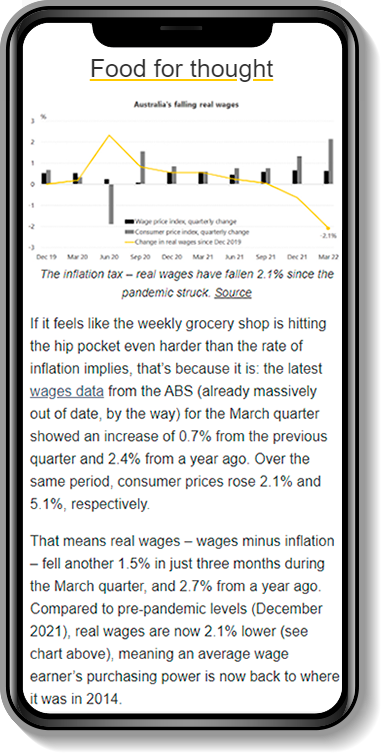 Food for thought
Australia's falling real wages
%
3
2
1
0
-1
-2
-3
Wage price index, quarterly change
Consumer price index, quarterly change
Change in real wages since Dec 2019
-2.1%
Dec 19 Mar 20 Jun 20 Sep 20 Dec 20 Mar 21 Jun 21 Sep 21 Dec 21 Mar 22
The inflation tax – real wages have fallen 2.1% since the
pandemic struck. Source
If it feels like the weekly grocery shop is hitting
the hip pocket even harder than the rate of
inflation implies, that's because it is: the latest
wages data from the ABS (already massively
out of date, by the way) for the March quarter
showed an increase of 0.7% from the previous
quarter and 2.4% from a year ago. Over the
same period, consumer prices rose 2.1% and
5.1%, respectively.
That means real wages – wages minus inflation
– fell another 1.5% in just three months during
the March quarter, and 2.7% from a year ago.
Compared to pre-pandemic levels (December
2021), real wages are now 2.1% lower (see
chart above), meaning an average wage
earner's purchasing power is now back to where
it was in 2014.